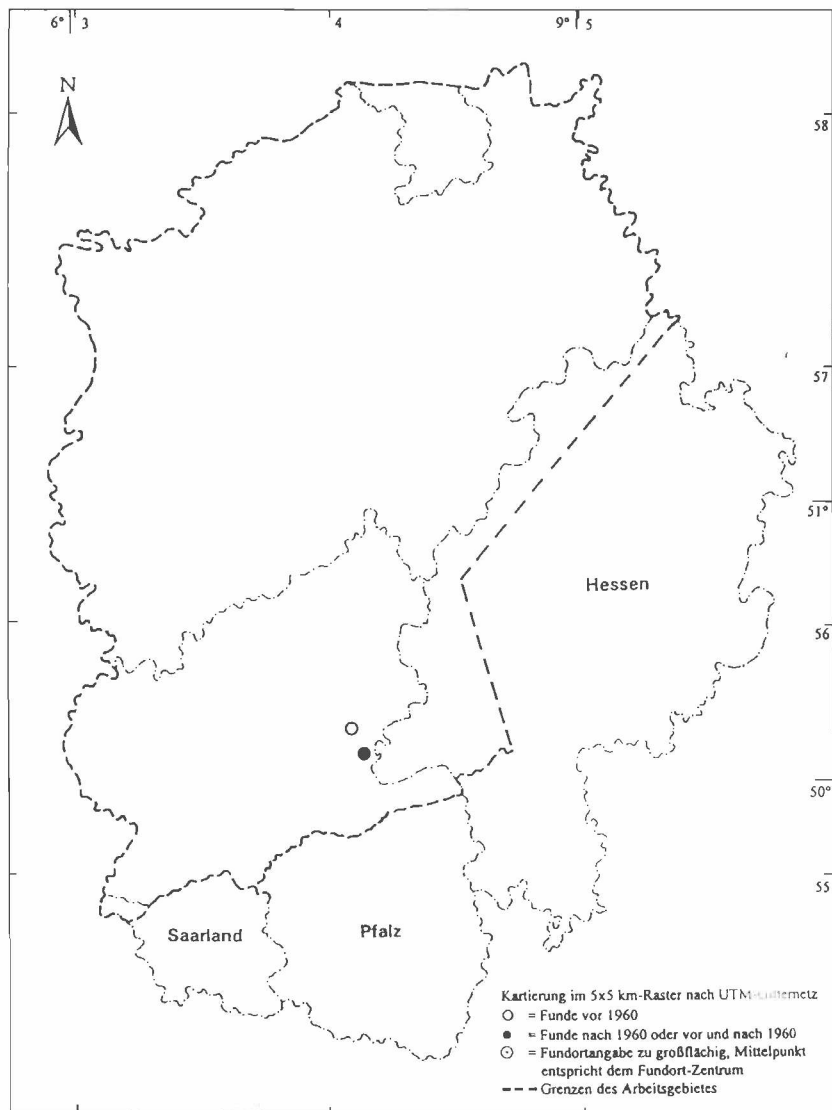 6° 3 4 9° 5
N
58
57
51°
Hessen
56
50°
55
Saarland
Pfalz
Kartierung im 5x5 km-Raster nach
= Funde vor 1960
= Funde nach 1960 oder vor und nach 1960
= Fundortangabe zu großflächig, Mittelpunkt
entspricht dem Fundort-Zentrum
Grenzen des Arbeitsgebietes